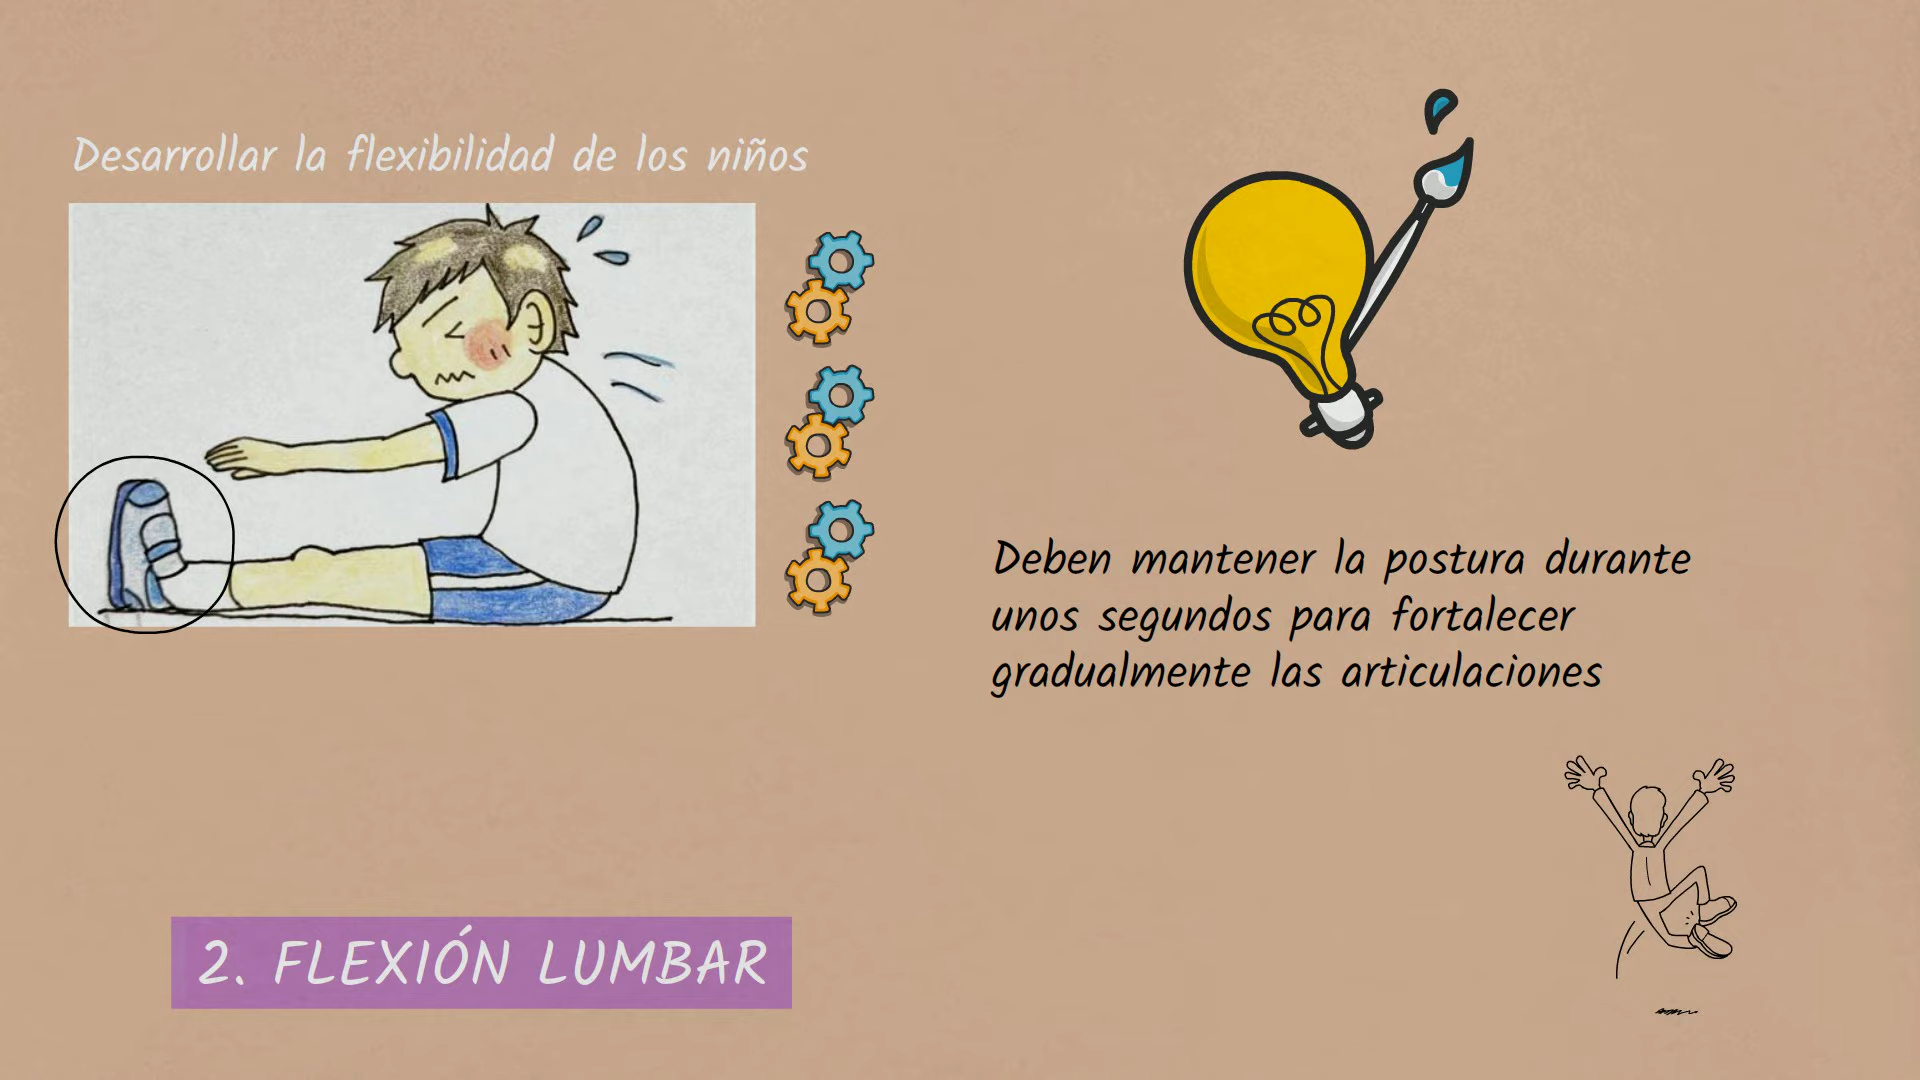 Desarrollar la flexibilidad de los niños
Deben mantener la postura durante
unos segundos para fortalecer
gradualmente las articulaciones
2. FLEXIÓN LUMBAR